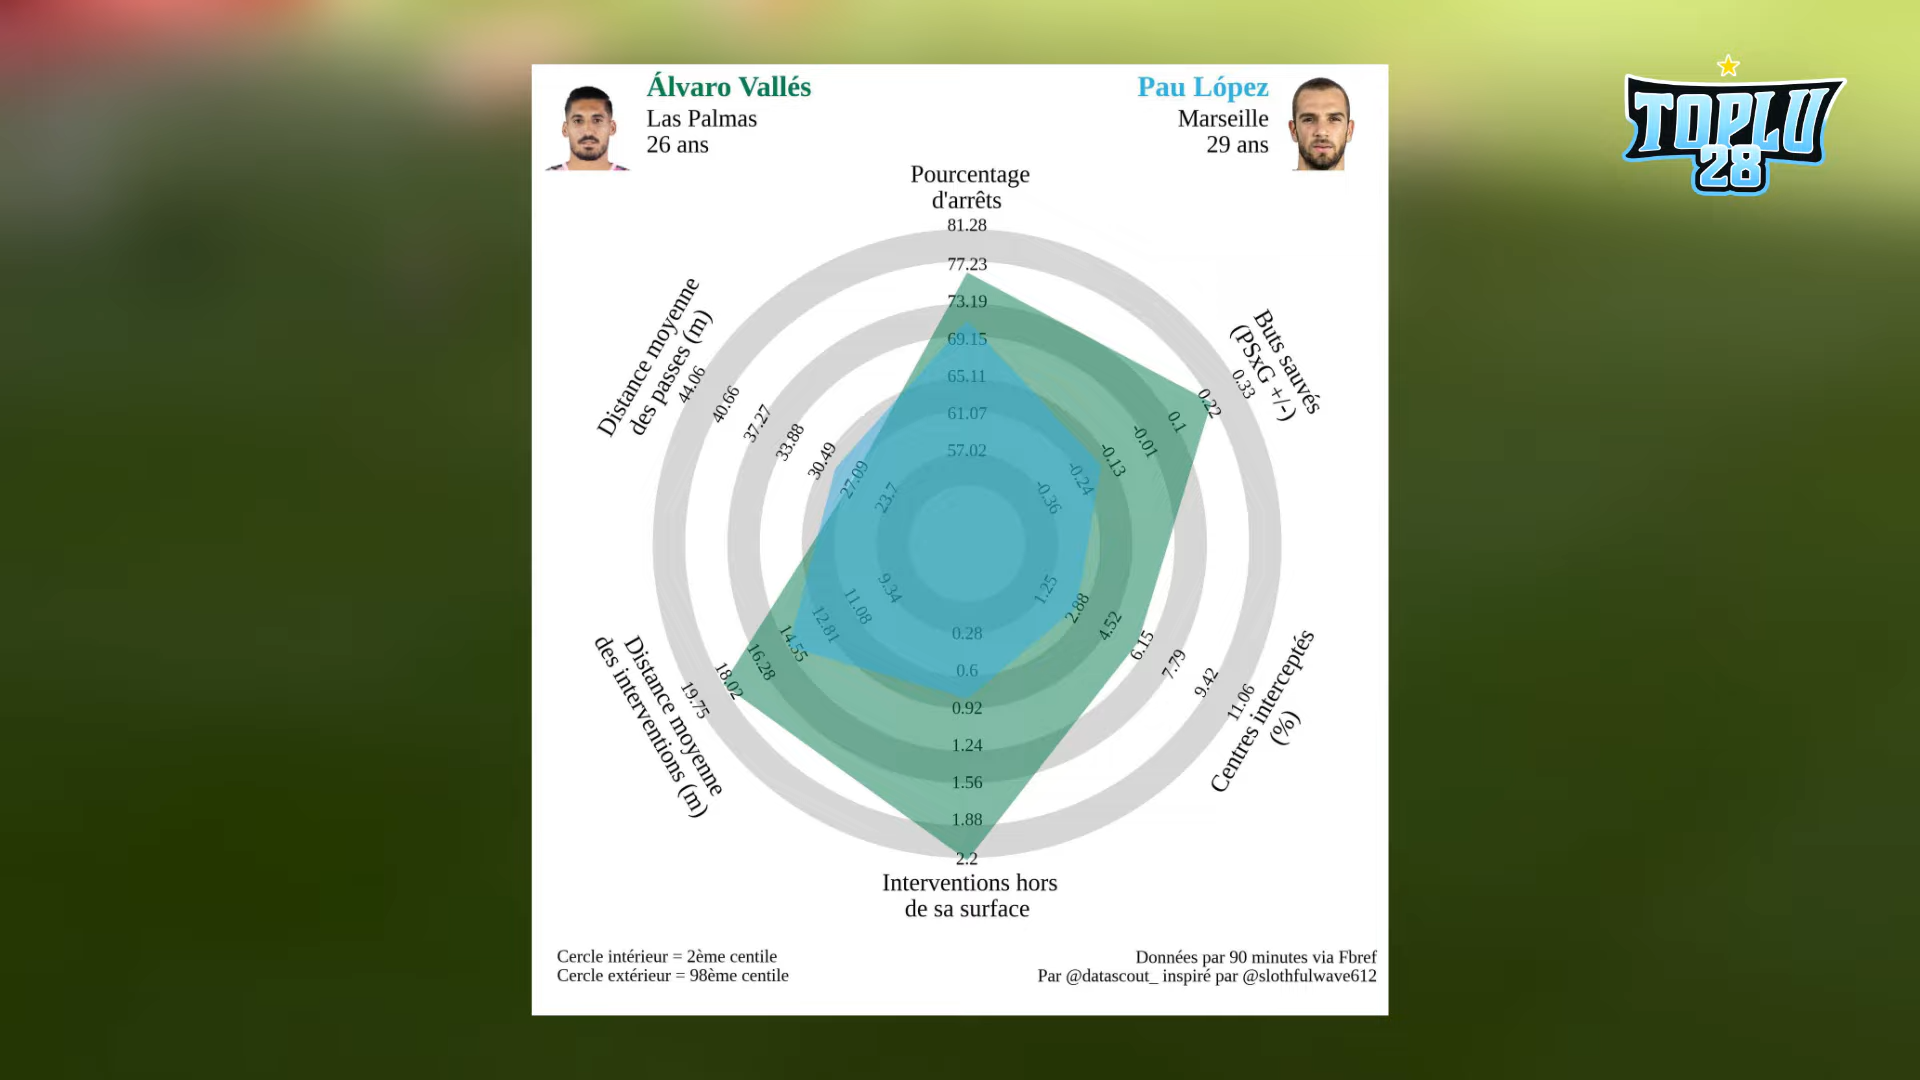 Álvaro Vallés
Las Palmas
26 ans
Pau López
Marseille
29 ans
TOPLU
28
Pourcentage
d'arrêts
81.28
77.23
73.19
69.15
65.11
61.07
57.02
Buts sauvés
(PSxG +/-)
0.33
0.22
0.1
-0.01
-0.13
-0.24
-0.36
Distance moyenne
des passes (m)
44.06
40.66
37.27
33.88
30.49
27.09
23.7
Distance moyenne
des interventions (m)
9.34
11.08
12.81
14.55
16.28
18.02
19.75
Centres interceptés
(%)
1.25
2.88
4.52
6.15
7.79
9.42
11.06
0.28
0.6
0.92
1.24
1.56
1.88
2.2
Interventions hors
de sa surface
Cercle intérieur = 2ème centile
Cercle extérieur = 98ème centile
Données par 90 minutes via Fbref
Par @datascout_ inspiré par @slothfulwave612